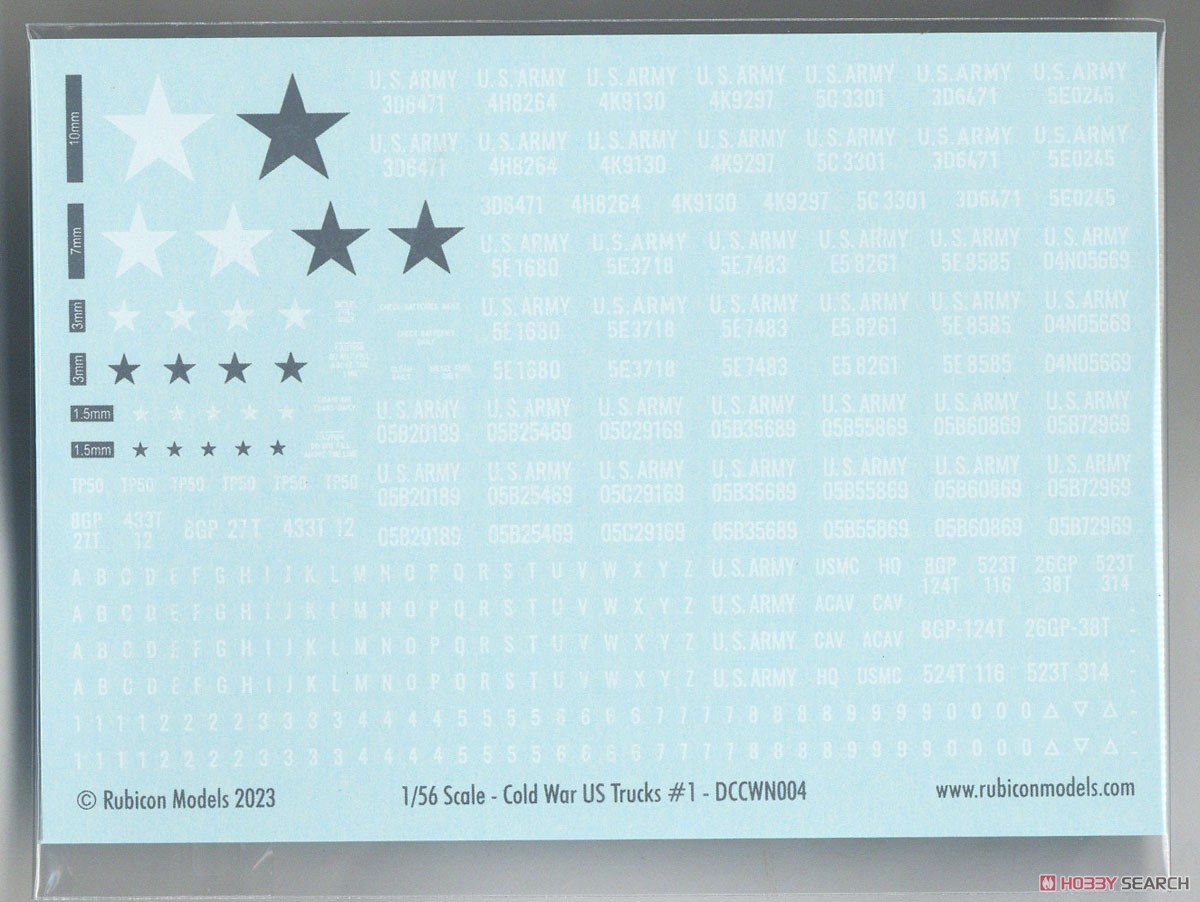 10mm
U.S. ARMY U.S. ARMY U.S. ARMY U.S. ARMY U.S. ARMY U.S. ARMY U.S. ARMY
3D6471 4H8264 4K9130 4K9297 5C 3301 3D6471 5E0245
U.S. ARMY U.S. ARMY U.S. ARMY U.S. ARMY U.S. ARMY U.S. ARMY U.S. ARMY
3D6471 4H8264 4K9130 4K9297 5C 3301 3D6471 5E0245
3D6471 4H8264 4K9130 4K9297 5C 3301 3D6471 5E0245
7mm
U.S. ARMY U.S. ARMY U.S. ARMY U.S. ARMY U.S. ARMY U.S. ARMY
5E1680 5E3718 5E7483 E5 8261 5E 8585 04N05669
3mm
U.S. ARMY U.S. ARMY U.S. ARMY U.S. ARMY U.S. ARMY U.S. ARMY
5E1680 5E3718 5E7483 E5 8261 5E 8585 04N05669
3mm
5E1680 5E3718 5E7483 E5 8261 5E 8585 04N05669
1.5mm
U.S. ARMY U.S. ARMY U.S. ARMY U.S. ARMY U.S. ARMY U.S. ARMY U.S. ARMY
05B20189 05B25469 05C29169 05B35689 05B55869 05B60869 05B72969
1.5mm
U.S. ARMY U.S. ARMY U.S. ARMY U.S. ARMY U.S. ARMY U.S. ARMY U.S. ARMY
TP50 TP50 TP50 TP50 TP50 TP50 05B20189 05B25469 05C29169 05B35689 05B55869 05B60869 05B72969
8GP 433T
27T 12
8GP 27T 433T 12 05B20189 05B25469 05C29169 05B35689 05B55869 05B60869 05B72969
A B C D E F G H I J K L M N O P Q R S T U V W X Y Z U.S. ARMY USMC HQ 8GP 523T 26GP 523T
124T 116 38T 314
A B C D E F G H I J K L M N O P Q R S T U V W X Y Z U.S. ARMY ACAV CAV
A B C D E F G H I J K L M N O P Q R S T U V W X Y Z U.S. ARMY CAV ACAV 8GP-124T 26GP-38T
A B C D E F G H I J K L M N O P Q R S T U V W X Y Z U.S. ARMY HQ USMC 524T 116 523T 314
1 1 1 1 2 2 2 2 3 3 3 3 4 4 4 4 5 5 5 5 6 6 6 6 7 7 7 7 8 8 8 8 9 9 9 9 0 0 0 0
1 1 1 1 2 2 2 2 3 3 3 3 4 4 4 4 5 5 5 5 6 6 6 6 7 7 7 7 8 8 8 8 9 9 9 9 0 0 0 0
© Rubicon Models 2023 1/56 Scale - Cold War US Trucks #1 - DCCWN004 www.rubiconmodels.com
HOBBY SEARCH